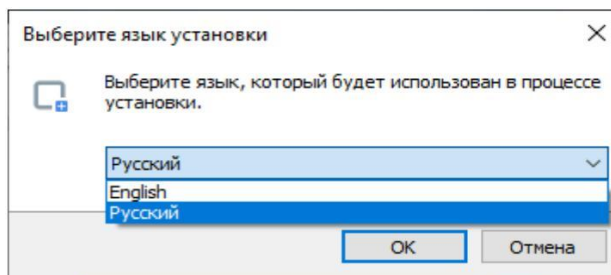 Выберите язык установки
Выберите язык, который будет использован в процессе
установки.
Русский
English
Русский
OK
Отмена